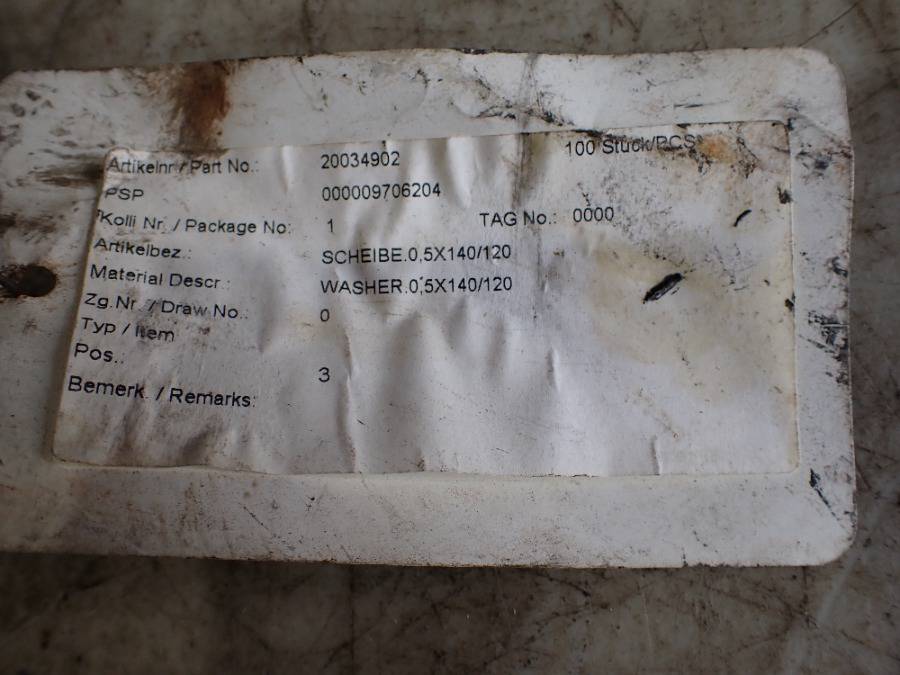 Artikelnr / Part No.: 20034902 100 Stück/PCS
PSP 000009706204
Kolli Nr. / Package No: 1 TAG No.: 0000
Artikelbez.: SCHEIBE.0,5X140/120
Material Descr.: WASHER.0,5X140/120
Zg.Nr. / Draw No.: 0
Typ / Item
Pos.: 3
Bemerk. / Remarks: